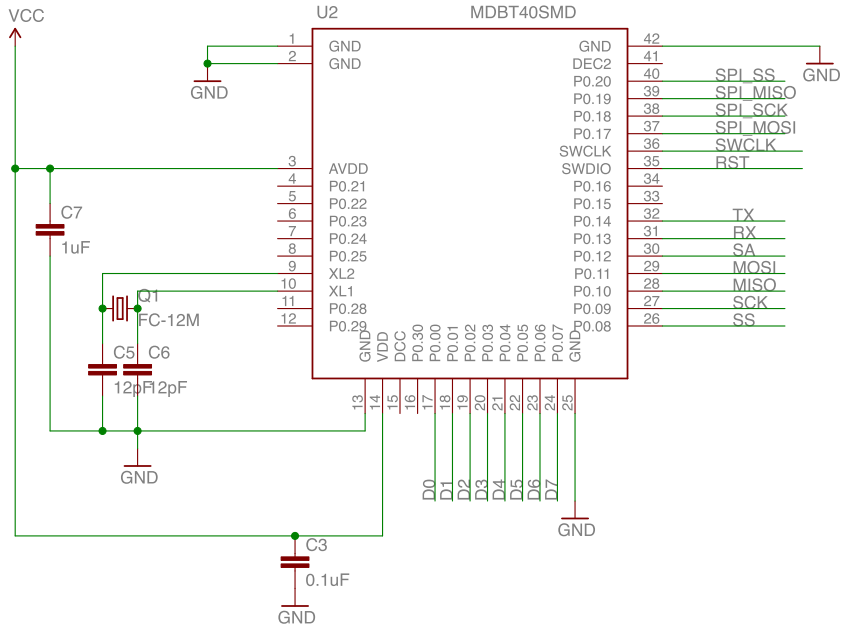 VCC
U2
MDBT40SMD
1 GND
2 GND
GND
3 AVDD
4 P0.21
5 P0.22
6 P0.23
7 P0.24
8 P0.25
9 XL2
10 XL1
11 P0.28
12 P0.29
GND 42
GND
DEC2 41
P0.20 40 SPI_SS
P0.19 39 SPI_MISO
P0.18 38 SPI_SCK
P0.17 37 SPI_MOSI
SWCLK 36 SWCLK
SWDIO 35 RST
P0.16 34
P0.15 33
P0.14 32 TX
P0.13 31 RX
P0.12 30 SA
P0.11 29 MOSI
P0.10 28 MISO
P0.09 27 SCK
P0.08 26 SS
C7
1uF
Q1
FC-12M
C5
12pF
C6
12pF
GND
GND 13
VDD 14
DCC 15
P0.30 16
P0.00 17 D0
P0.01 18 D1
P0.02 19 D2
P0.03 20 D3
P0.04 21 D4
P0.05 22 D5
P0.06 23 D6
P0.07 24 D7
GND 25
GND
C3
0.1uF
GND